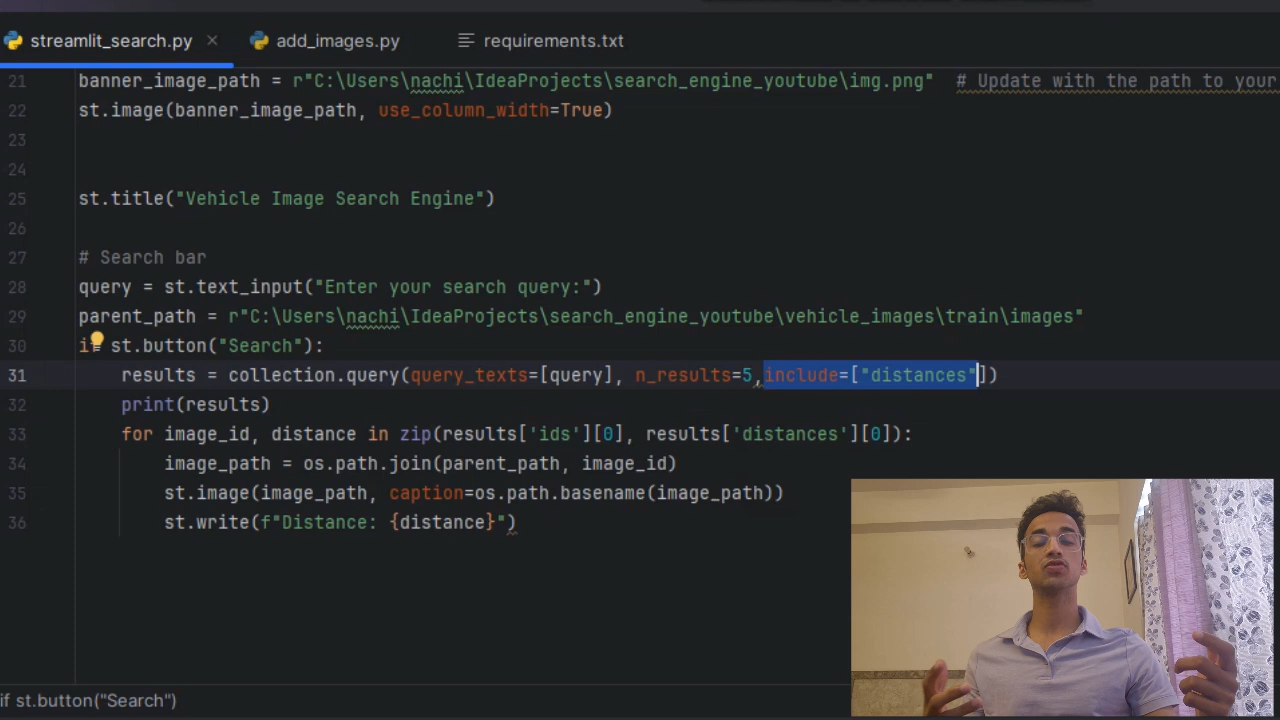 streamlit_search.py
add_images.py
requirements.txt
21 banner_image_path = r"C:\Users\nachi\IdeaProjects\search_engine_youtube\img.png" # Update with the path to your
22 st.image(banner_image_path, use_column_width=True)
23
24
25 st.title("Vehicle Image Search Engine")
26
27 # Search bar
28 query = st.text_input("Enter your search query:")
29 parent_path = r"C:\Users\nachi\IdeaProjects\search_engine_youtube\vehicle_images\train\images"
30 i st.button("Search"):
31 results = collection.query(query_texts=[query], n_results=5,include=["distances"])
32 print(results)
33 for image_id, distance in zip(results['ids'][0], results['distances'][0]):
34 image_path = os.path.join(parent_path, image_id)
35 st.image(image_path, caption=os.path.basename(image_path))
36 st.write(f"Distance: {distance}")
if st.button("Search")